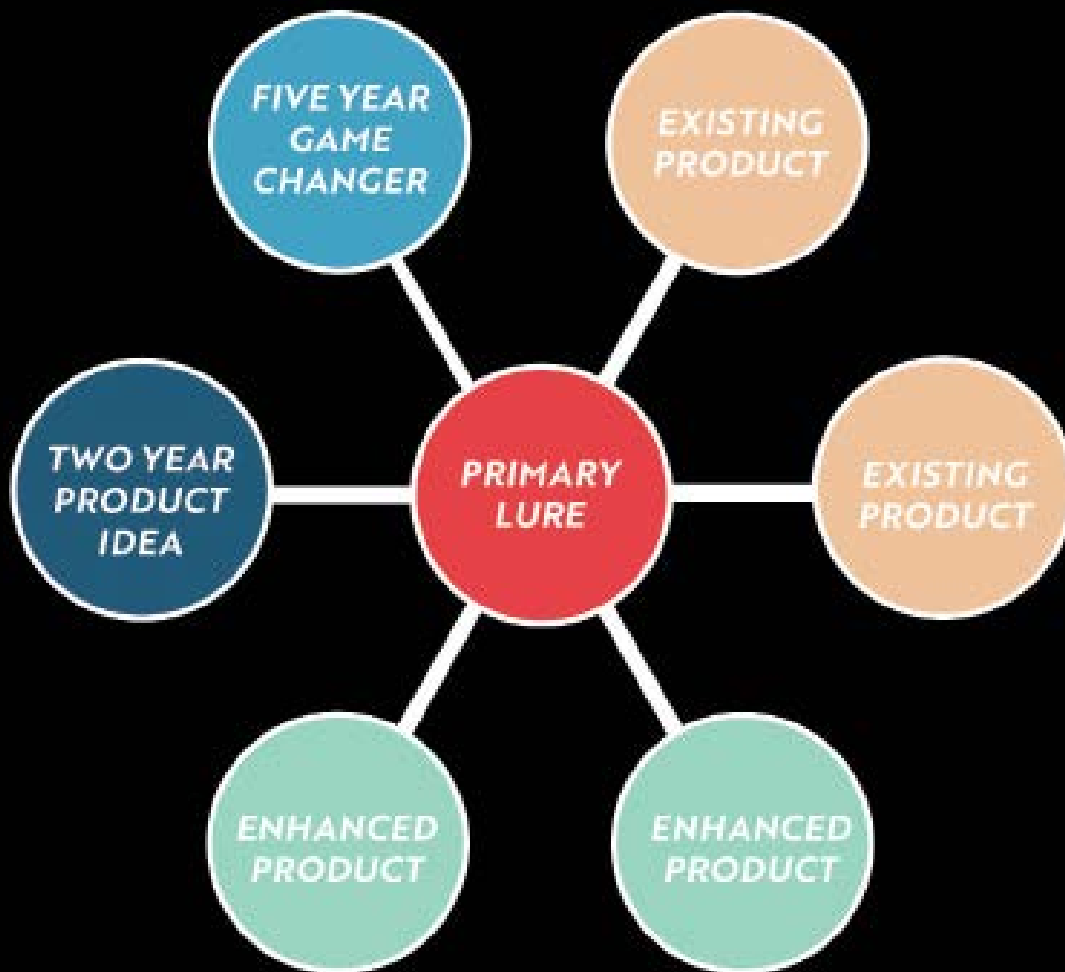 FIVE YEAR
GAME
CHANGER
EXISTING
PRODUCT
TWO YEAR
PRODUCT
IDEA
PRIMARY
LURE
EXISTING
PRODUCT
ENHANCED
PRODUCT
ENHANCED
PRODUCT